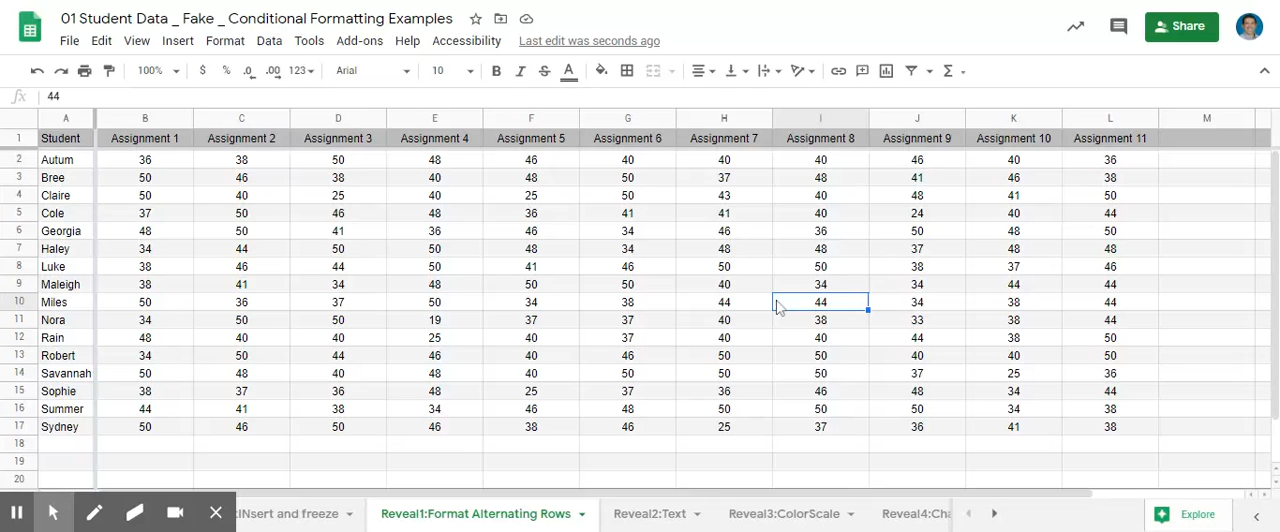 01 Student Data _ Fake _ Conditional Formatting Examples
File Edit View Insert Format Data Tools Add-ons Help Accessibility Last edit was seconds ago
Share
100% $ % .0 .00 123 Arial 10 B I S A Σ
fx 44
A B C D E F G H I J K L M
1 Student Assignment 1 Assignment 2 Assignment 3 Assignment 4 Assignment 5 Assignment 6 Assignment 7 Assignment 8 Assignment 9 Assignment 10 Assignment 11
2 Autum 36 38 50 48 46 40 40 40 46 40 36
3 Bree 50 46 38 40 48 50 37 48 41 46 38
4 Claire 50 40 25 40 25 50 43 40 48 41 50
5 Cole 37 50 46 48 36 41 41 40 24 40 44
6 Georgia 48 50 41 36 46 34 46 36 50 48 50
7 Haley 34 44 50 50 48 34 48 48 37 48 48
8 Luke 38 46 44 50 41 46 50 50 38 37 46
9 Maleigh 38 41 34 48 50 50 40 34 34 44 44
10 Miles 50 36 37 50 34 38 44 44 34 38 44
11 Nora 34 50 50 19 37 37 40 38 33 38 44
12 Rain 48 40 40 25 40 37 40 40 44 38 50
13 Robert 34 50 44 46 40 46 50 50 40 40 50
14 Savannah 50 48 40 48 40 50 50 50 37 25 36
15 Sophie 38 37 36 48 25 37 36 46 48 34 44
16 Summer 44 41 38 34 46 48 50 50 50 34 38
17 Sydney 50 46 50 46 38 46 25 37 36 41 38
18
19
20
:INsert and freeze Reveal1:Format Alternating Rows Reveal2:Text Reveal3:ColorScale Reveal4:Cha Explore